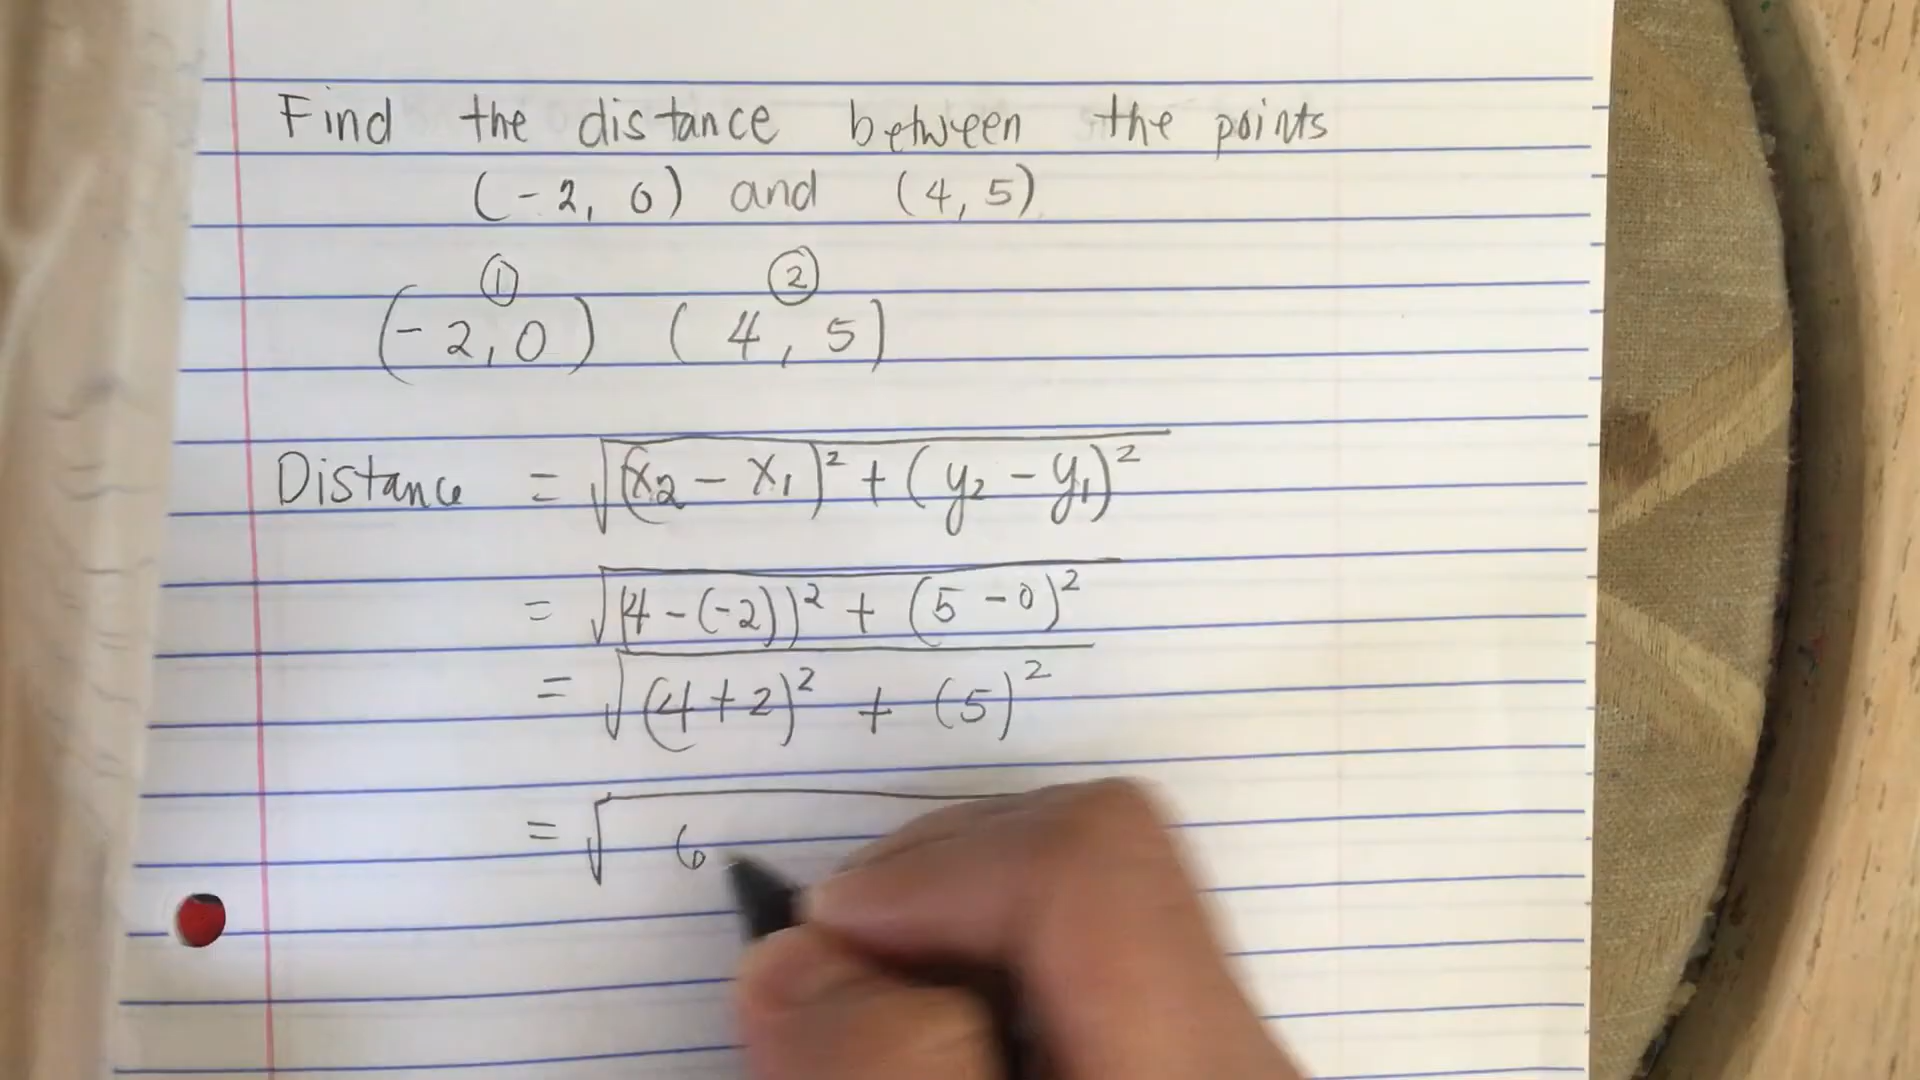 Find the distance between the points
(-2, 0) and (4, 5)
① ②
(-2, 0) (4, 5)
Distance = √((x₂ - x₁)² + (y₂ - y₁)²)
= √((4 - (-2))² + (5 - 0)²)
= √((4 + 2)² + (5)²)
= √(6